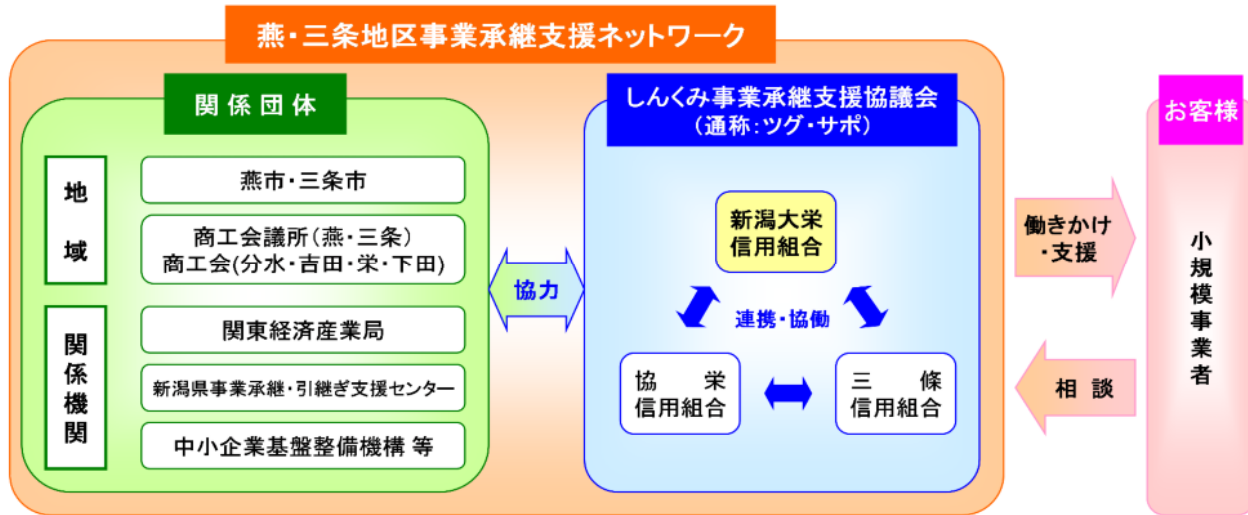 燕・三条地区事業承継支援ネットワーク
関係団体
地域
燕市・三条市
商工会議所（燕・三条）
商工会(分水・吉田・栄・下田)
関係機関
関東経済産業局
新潟県事業承継・引継ぎ支援センター
中小企業基盤整備機構 等
協力
しんくみ事業承継支援協議会
（通称：ツグ・サポ）
新潟大栄
信用組合
連携・協働
協　栄
信用組合
三　條
信用組合
働きかけ
・支援
相 談
お客様
小規模事業者